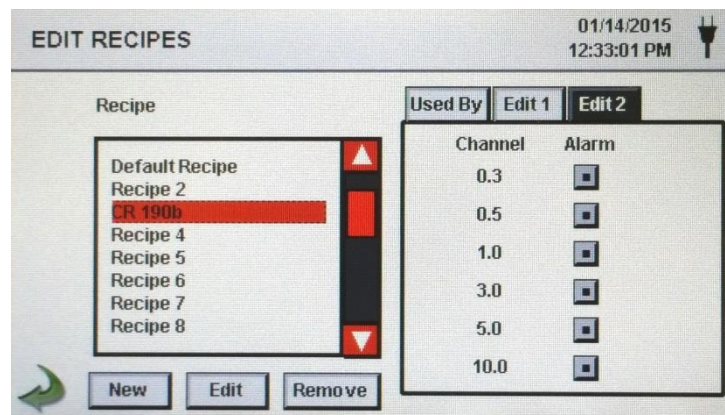 EDIT RECIPES
01/14/2015
12:33:01 PM
Recipe
Default Recipe
Recipe 2
CR 190b
Recipe 4
Recipe 5
Recipe 6
Recipe 7
Recipe 8
New Edit Remove
Used By Edit 1 Edit 2
Channel Alarm
0.3
0.5
1.0
3.0
5.0
10.0